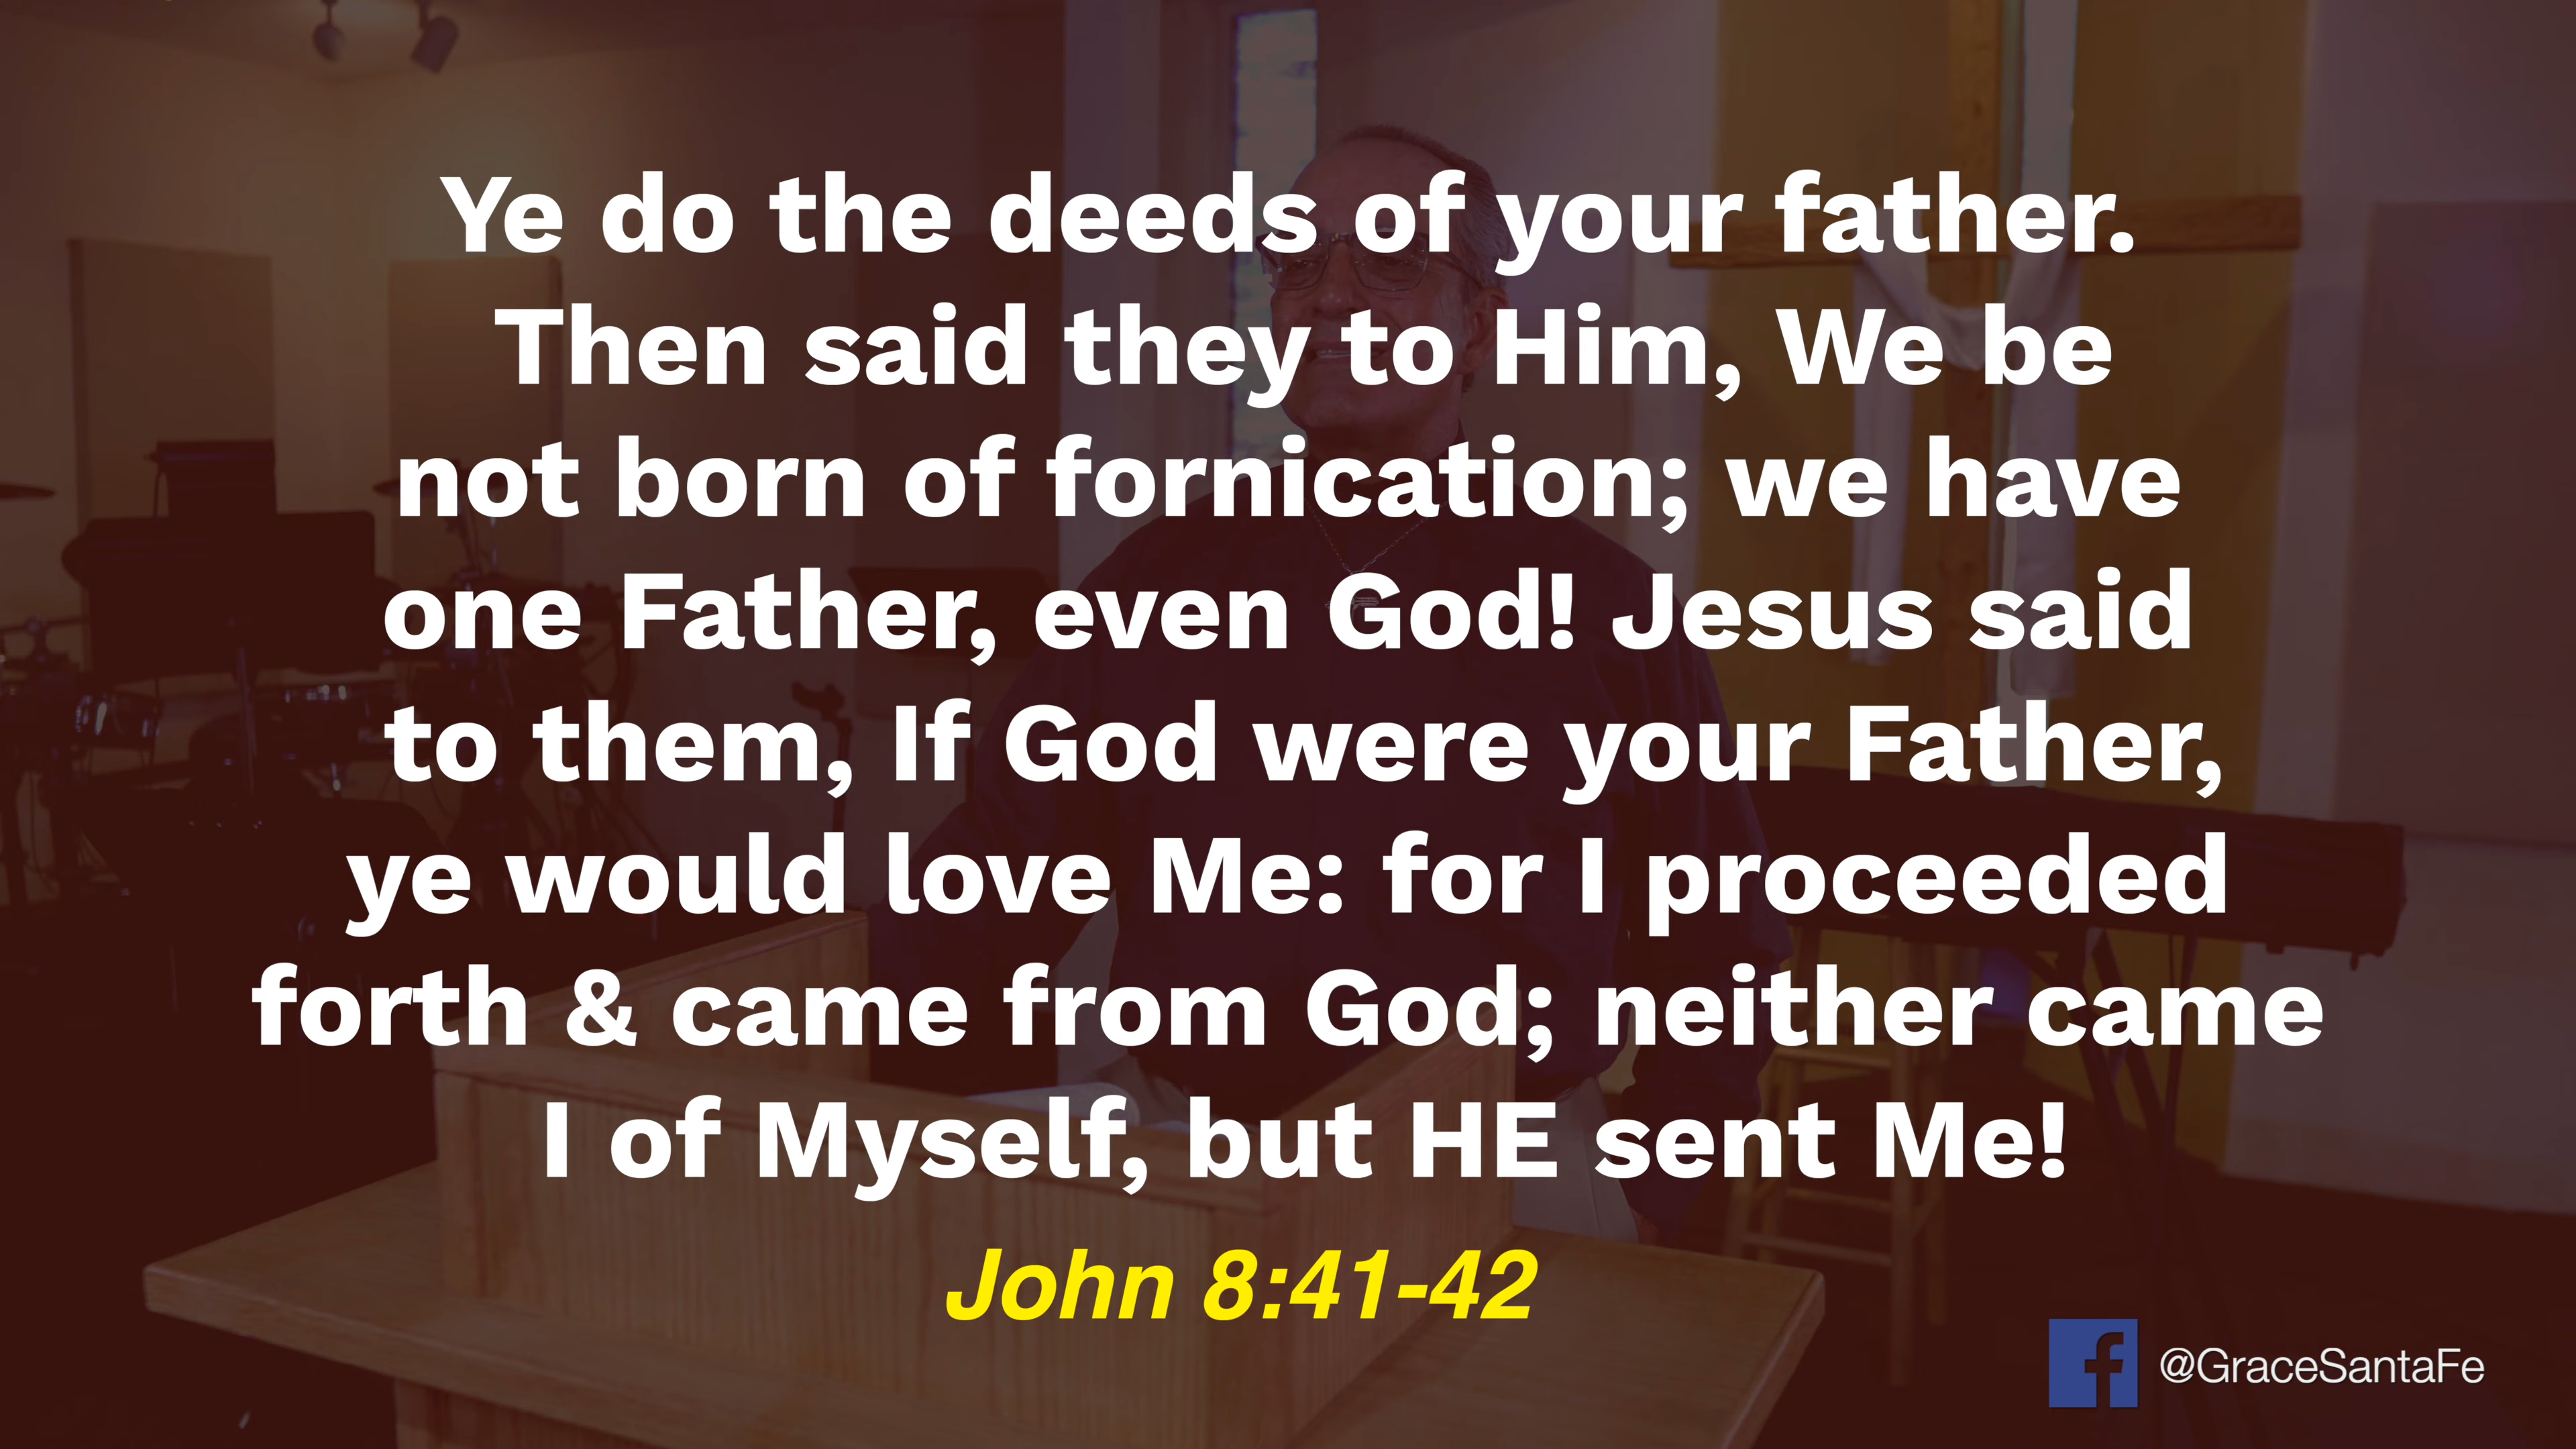 Ye do the deeds of your father.
Then said they to Him, We be
not born of fornication; we have
one Father, even God! Jesus said
to them, If God were your Father,
ye would love Me: for I proceeded
forth & came from God; neither came
I of Myself, but HE sent Me!
John 8:41-42
@GraceSantaFe